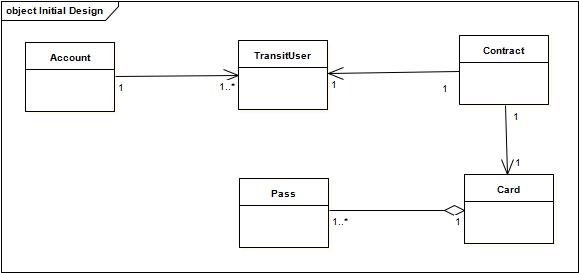 object Initial Design
Account
TransitUser
Contract
1
1..*
1
1
1
1
Pass
Card
1..*
1